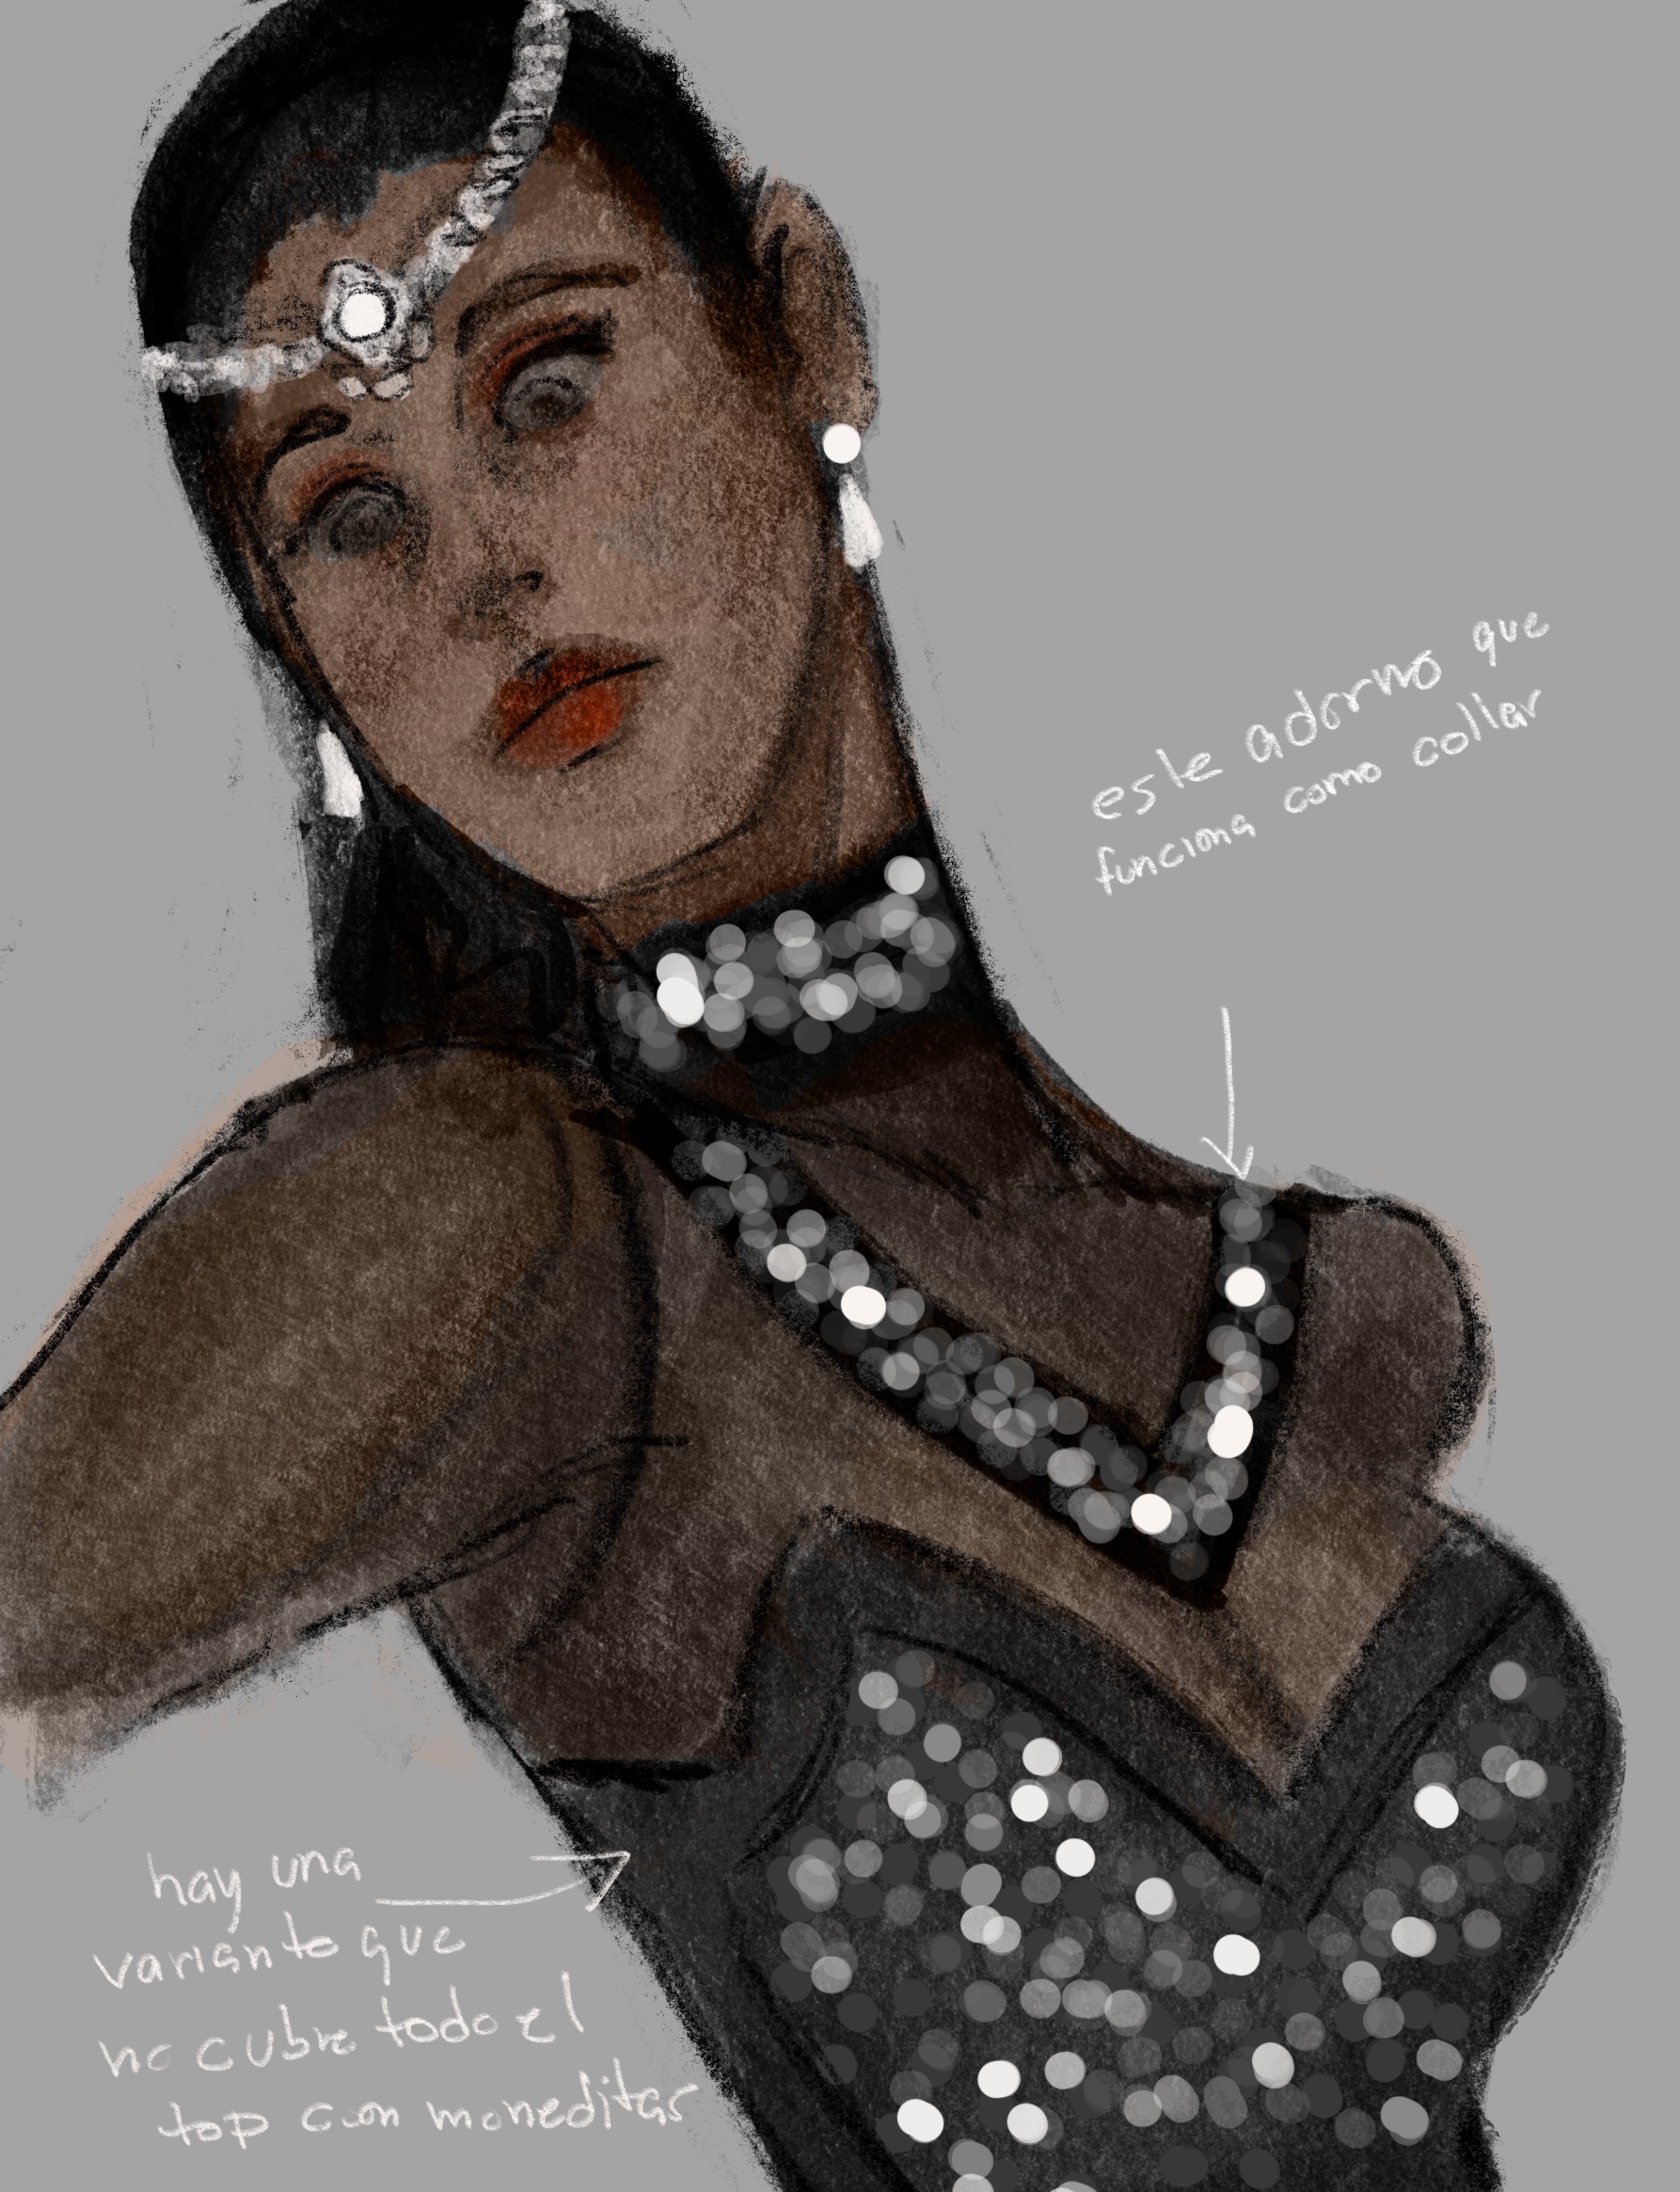 este adorno que
funciona como collar
hay una
variante que
no cubre todo el
top con moneditas